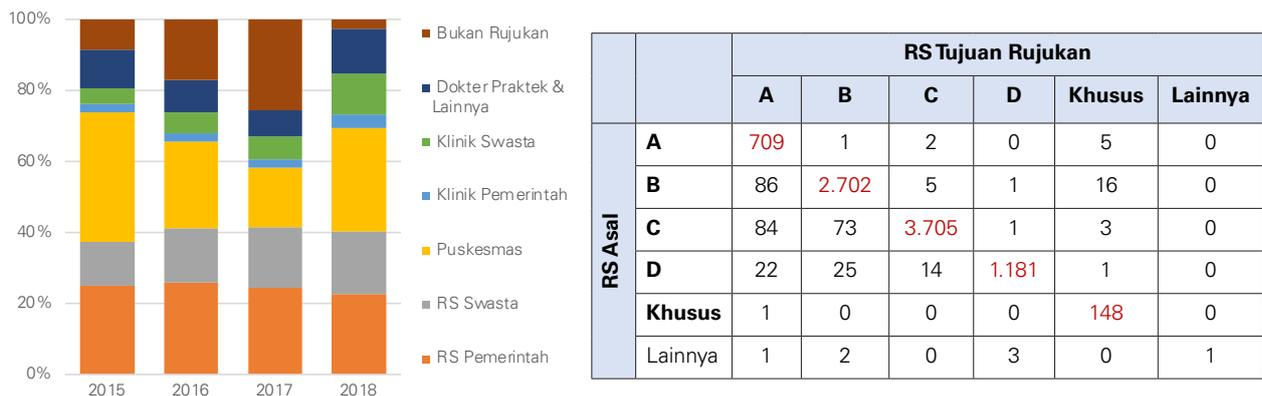 100%
80%
60%
40%
20%
0%
2015 2016 2017 2018
Bukan Rujukan
Dokter Praktek &
Lainnya
Klinik Swasta
Klinik Pemerintah
Puskesmas
RS Swasta
RS Pemerintah
RS Tujuan Rujukan
A B C D Khusus Lainnya
RS Asal
A 709 1 2 0 5 0
B 86 2.702 5 1 16 0
C 84 73 3.705 1 3 0
D 22 25 14 1.181 1 0
Khusus 1 0 0 0 148 0
Lainnya 1 2 0 3 0 1